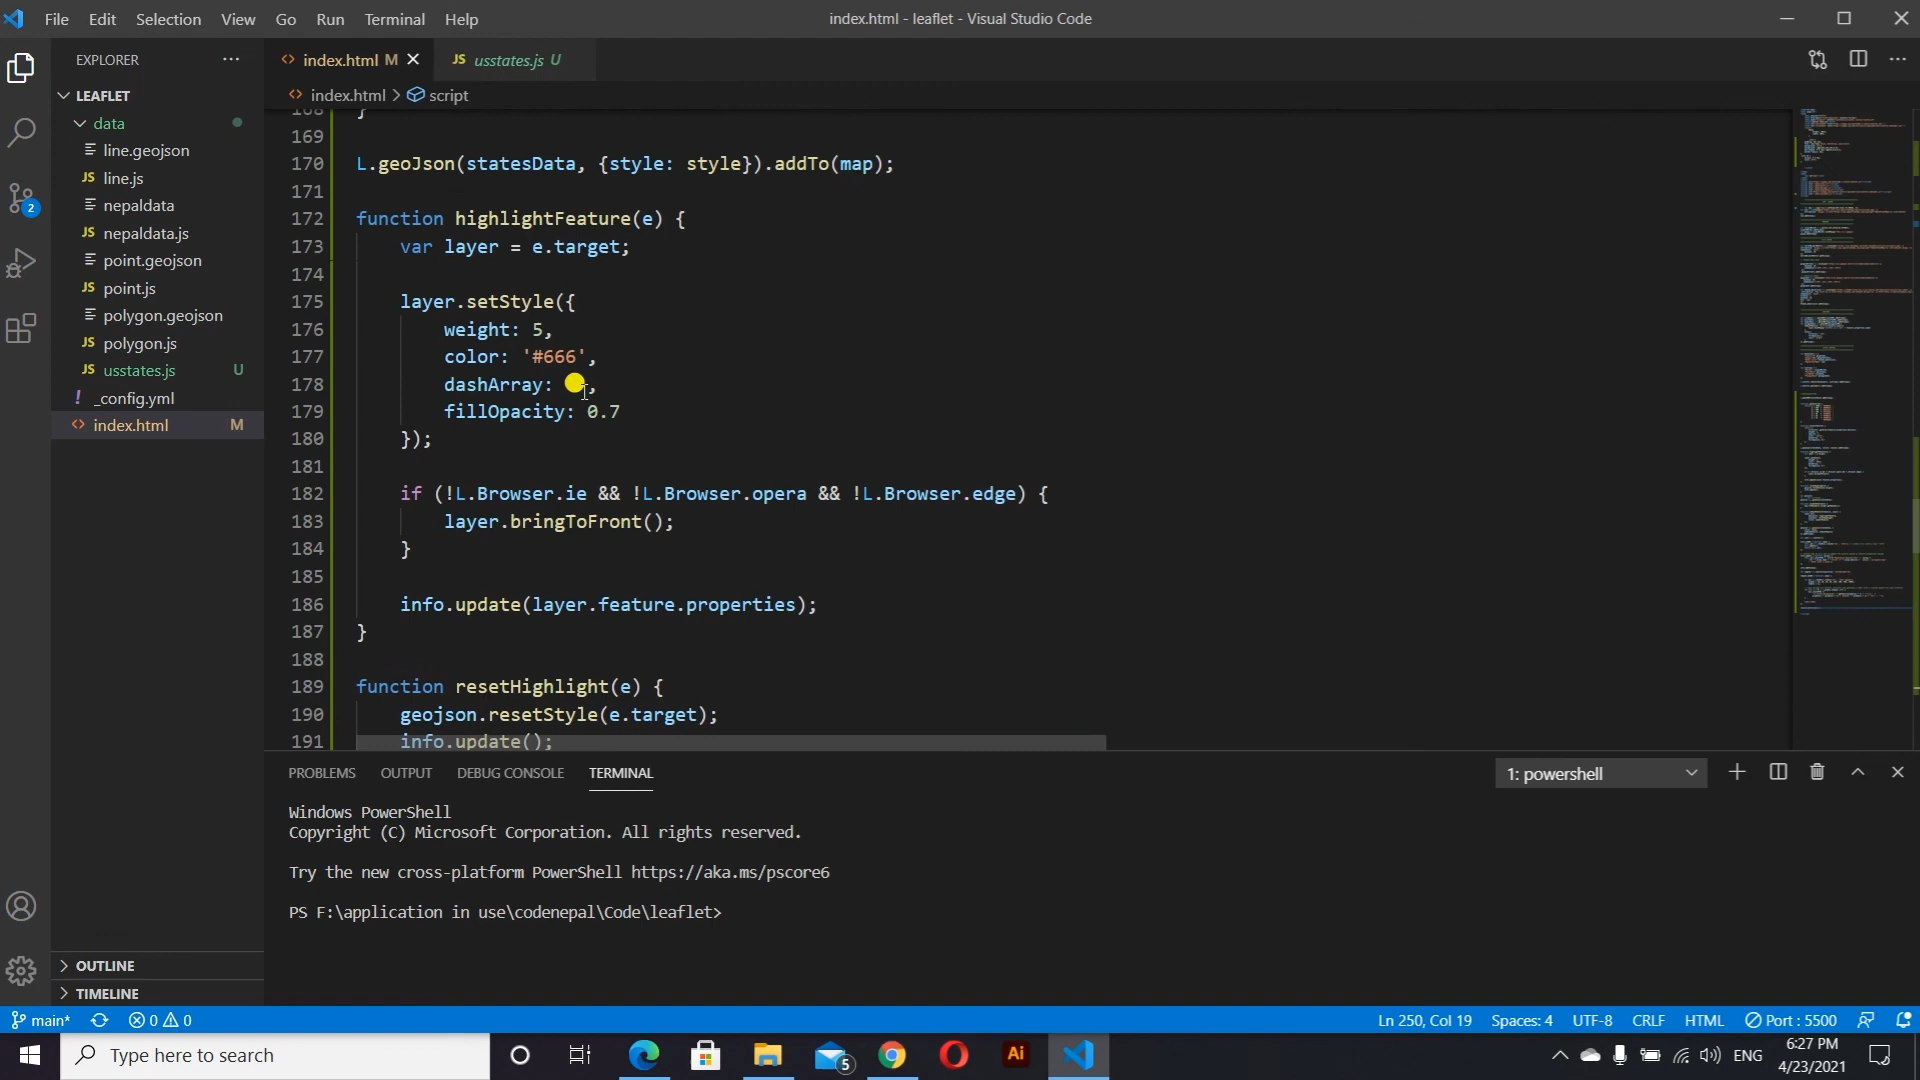 File Edit Selection View Go Run Terminal Help
index.html - leaflet - Visual Studio Code
EXPLORER
LEAFLET
data
line.geojson
JS line.js
nepaldata
JS nepaldata.js
point.geojson
JS point.js
polygon.geojson
JS polygon.js
JS usstates.js U
! _config.yml
index.html M
OUTLINE
TIMELINE
2
index.html M
JS usstates.js U
index.html > script
168 }
169
170 L.geoJson(statesData, {style: style}).addTo(map);
171
172 function highlightFeature(e) {
173 var layer = e.target;
174
175 layer.setStyle({
176 weight: 5,
177 color: '#666',
178 dashArray: ,
179 fillOpacity: 0.7
180 });
181
182 if (!L.Browser.ie && !L.Browser.opera && !L.Browser.edge) {
183 layer.bringToFront();
184 }
185
186 info.update(layer.feature.properties);
187 }
188
189 function resetHighlight(e) {
190 geojson.resetStyle(e.target);
191 info.update();
PROBLEMS OUTPUT DEBUG CONSOLE TERMINAL
1: powershell
Windows PowerShell
Copyright (C) Microsoft Corporation. All rights reserved.
Try the new cross-platform PowerShell https://aka.ms/pscore6
PS F:\application in use\codenepal\Code\leaflet>
main* 0 0
Ln 250, Col 19 Spaces: 4 UTF-8 CRLF HTML Port : 5500
Type here to search
5
Ai
ENG
6:27 PM
4/23/2021